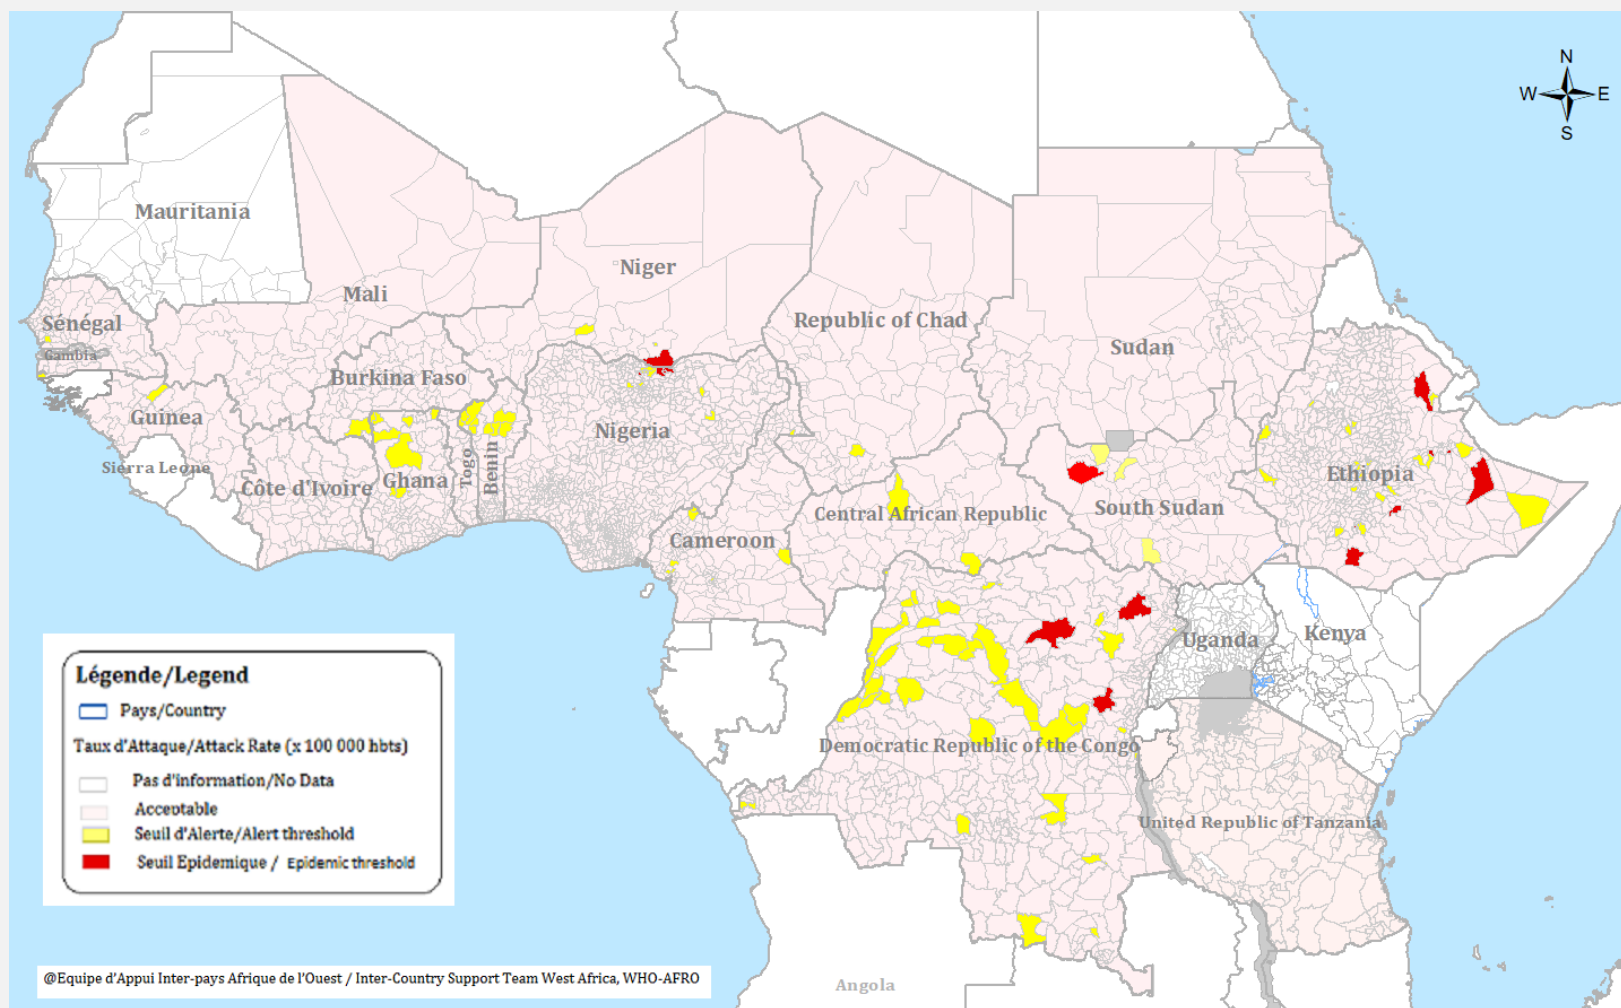 N
W E
S
Mauritania
Niger
Mali
Sénégal
Republic of Chad
Sudan
Gambia
Burkina Faso
Guinea
Nigeria
Sierra Leone
Côte d'Ivoire
Ghana
Togo
Benin
Ethiopia
Central African Republic
South Sudan
Cameroon
Uganda
Kenya
Democratic Republic of the Congo
United Republic of Tanzania
Angola
Légende/Legend
Pays/Country
Taux d'Attaque/Attack Rate (x 100 000 hbts)
Pas d'information/No Data
Acceptable
Seuil d'Alerte/Alert threshold
Seuil Epidemique / Epidemic threshold
@Equipe d'Appui Inter-pays Afrique de l'Ouest / Inter-Country Support Team West Africa, WHO-AFRO